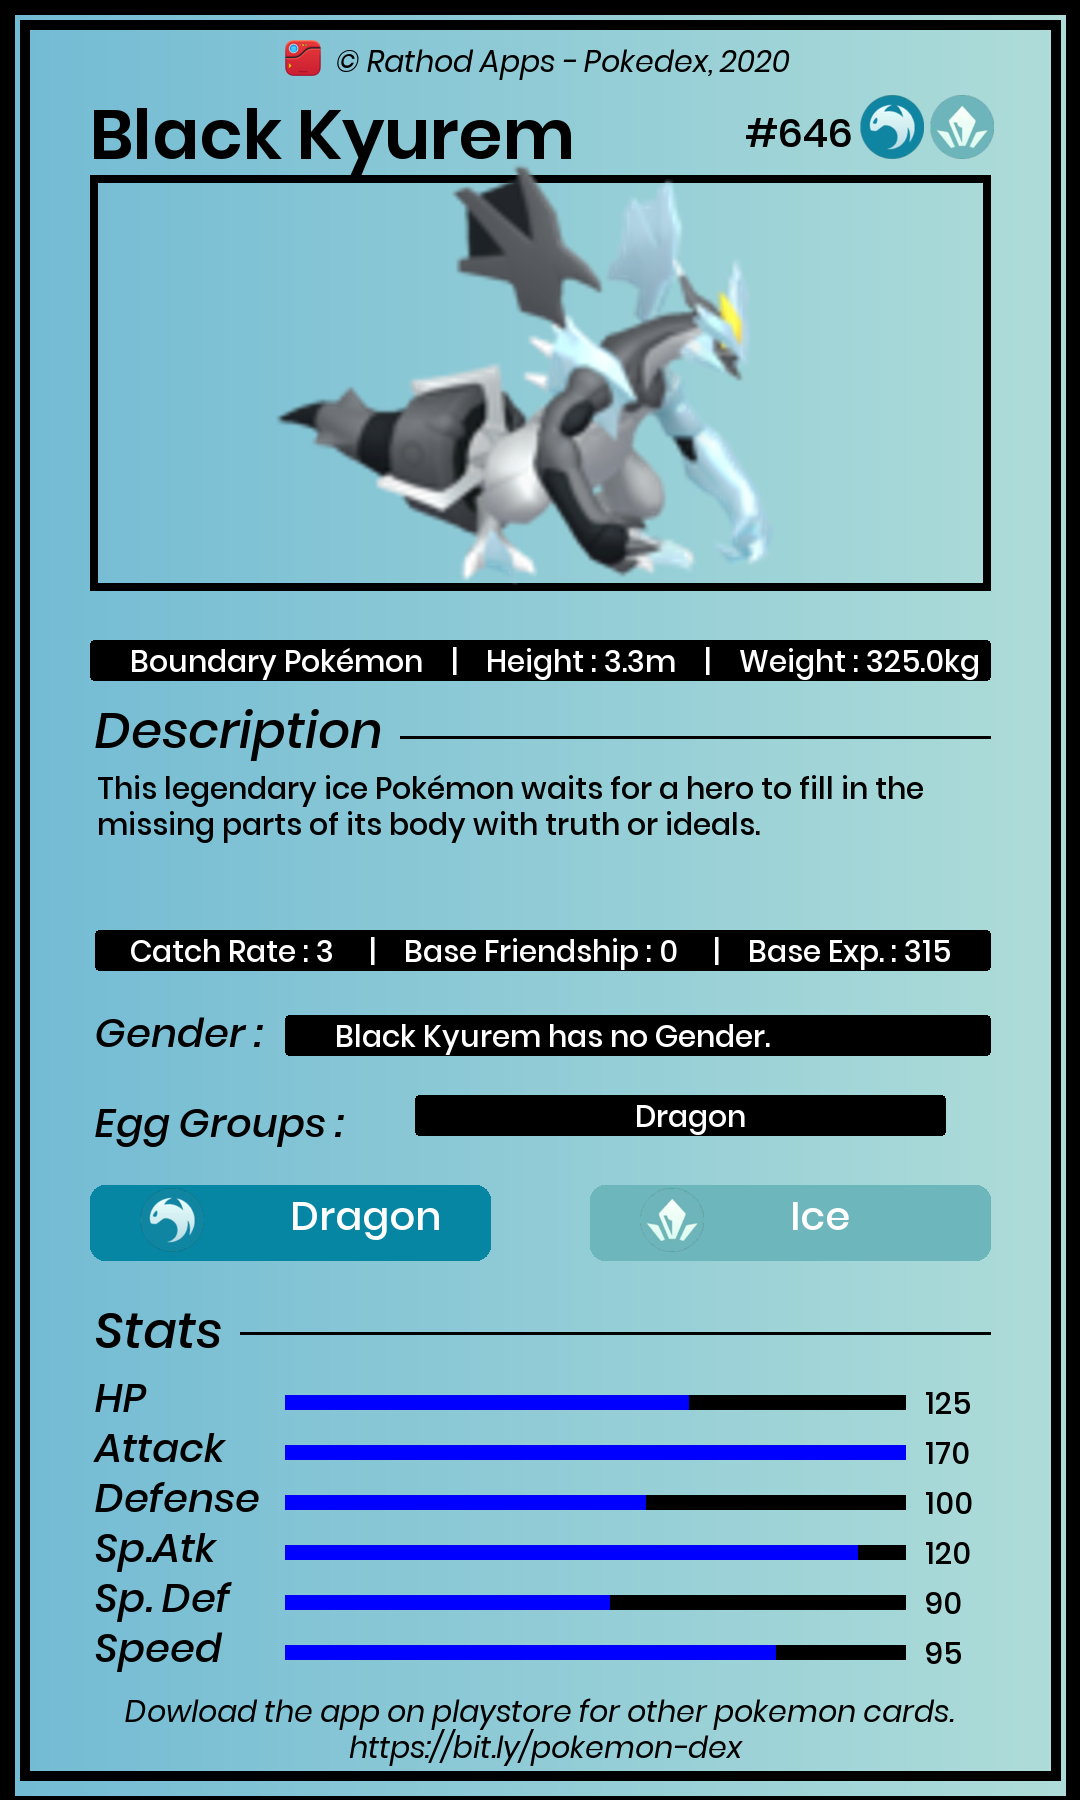 © Rathod Apps - Pokedex, 2020
Black Kyurem #646
Boundary Pokémon | Height : 3.3m | Weight : 325.0kg
Description
This legendary ice Pokémon waits for a hero to fill in the
missing parts of its body with truth or ideals.
Catch Rate : 3 | Base Friendship : 0 | Base Exp. : 315
Gender : Black Kyurem has no Gender.
Egg Groups : Dragon
Dragon Ice
Stats
HP 125
Attack 170
Defense 100
Sp.Atk 120
Sp. Def 90
Speed 95
Dowload the app on playstore for other pokemon cards.
https://bit.ly/pokemon-dex